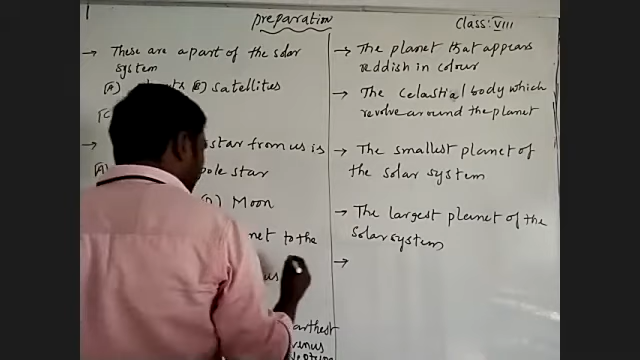 preparation
Class: VIII
→ These are a part of the solar
system
(A) (B) satellites
(C
→ star from us is
(A) pole star
(D) Moon
net to the
us
arthest
venus
→ The planet that appears
reddish in colour
→ The celastial body which
revolve around the planet
→ The smallest planet of
the solar system
→ The largest planet of the
solar system
→